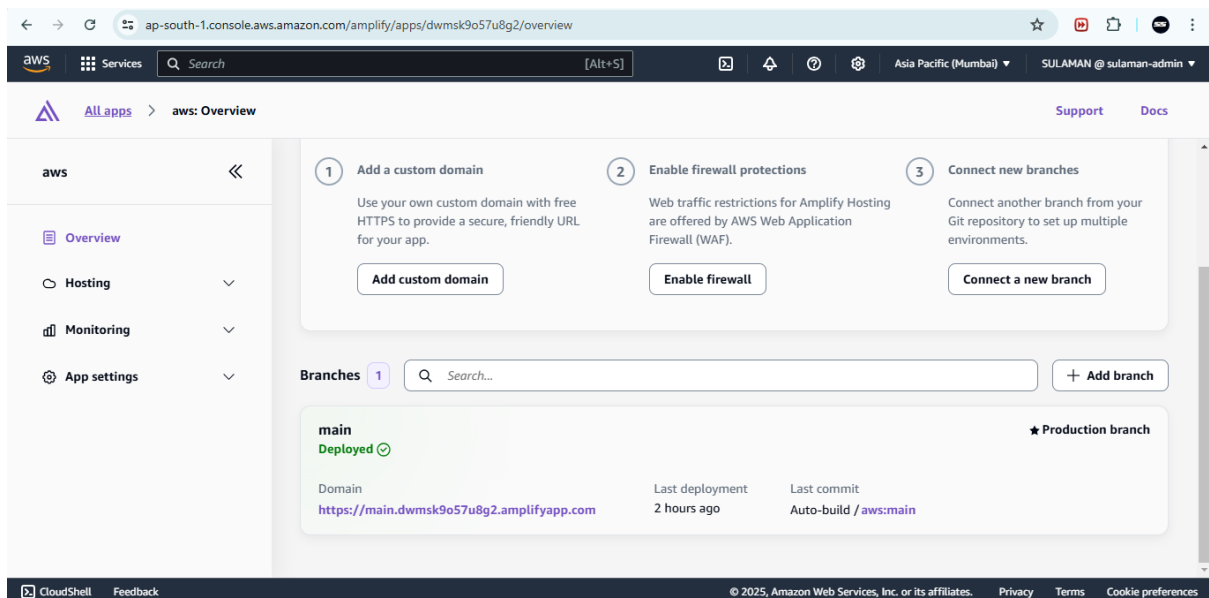 ap-south-1.console.aws.amazon.com/amplify/apps/dwmsk9o57u8g2/overview
aws Services Search [Alt+S] Asia Pacific (Mumbai) ▼ SULAMAN @ sulaman-admin ▼
All apps > aws: Overview Support Docs
aws
Overview
Hosting
Monitoring
App settings
1 Add a custom domain
Use your own custom domain with free
HTTPS to provide a secure, friendly URL
for your app.
Add custom domain
2 Enable firewall protections
Web traffic restrictions for Amplify Hosting
are offered by AWS Web Application
Firewall (WAF).
Enable firewall
3 Connect new branches
Connect another branch from your
Git repository to set up multiple
environments.
Connect a new branch
Branches 1 Search... + Add branch
main ★ Production branch
Deployed
Domain Last deployment Last commit
https://main.dwmsk9o57u8g2.amplifyapp.com 2 hours ago Auto-build / aws:main
CloudShell Feedback © 2025, Amazon Web Services, Inc. or its affiliates. Privacy Terms Cookie preferences